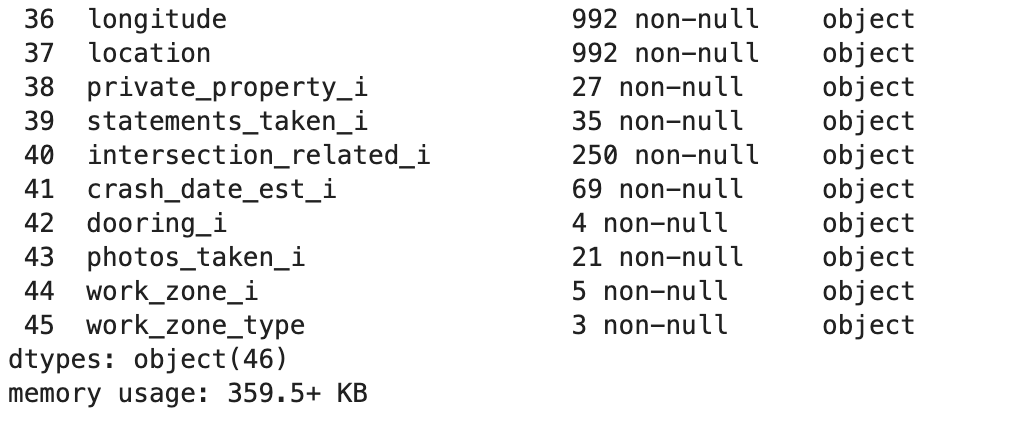 36  longitude                      992 non-null    object
37  location                       992 non-null    object
38  private_property_i             27 non-null     object
39  statements_taken_i             35 non-null     object
40  intersection_related_i         250 non-null    object
41  crash_date_est_i               69 non-null     object
42  dooring_i                      4 non-null      object
43  photos_taken_i                 21 non-null     object
44  work_zone_i                    5 non-null      object
45  work_zone_type                 3 non-null      object
dtypes: object(46)
memory usage: 359.5+ KB